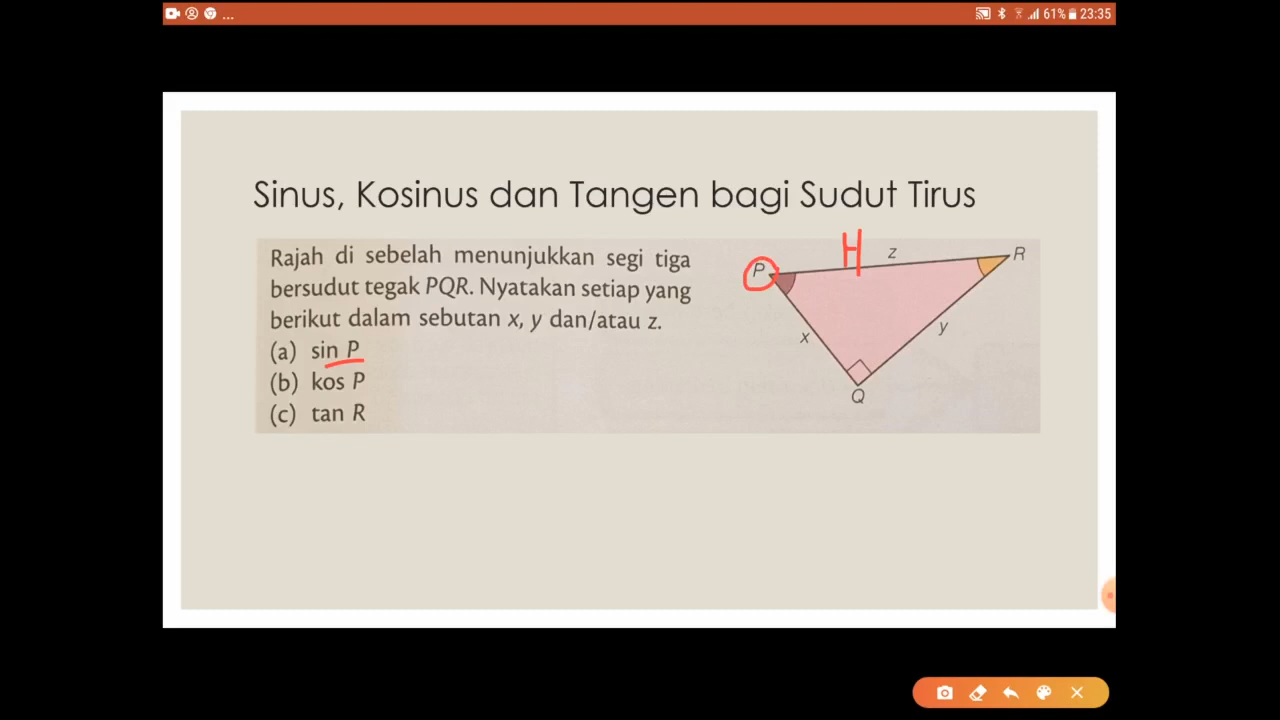 ... 61% 23:35
Sinus, Kosinus dan Tangen bagi Sudut Tirus
Rajah di sebelah menunjukkan segi tiga
bersudut tegak PQR. Nyatakan setiap yang
berikut dalam sebutan x, y dan/atau z.
(a) sin P
(b) kos P
(c) tan R
H
P
z
R
x
y
Q